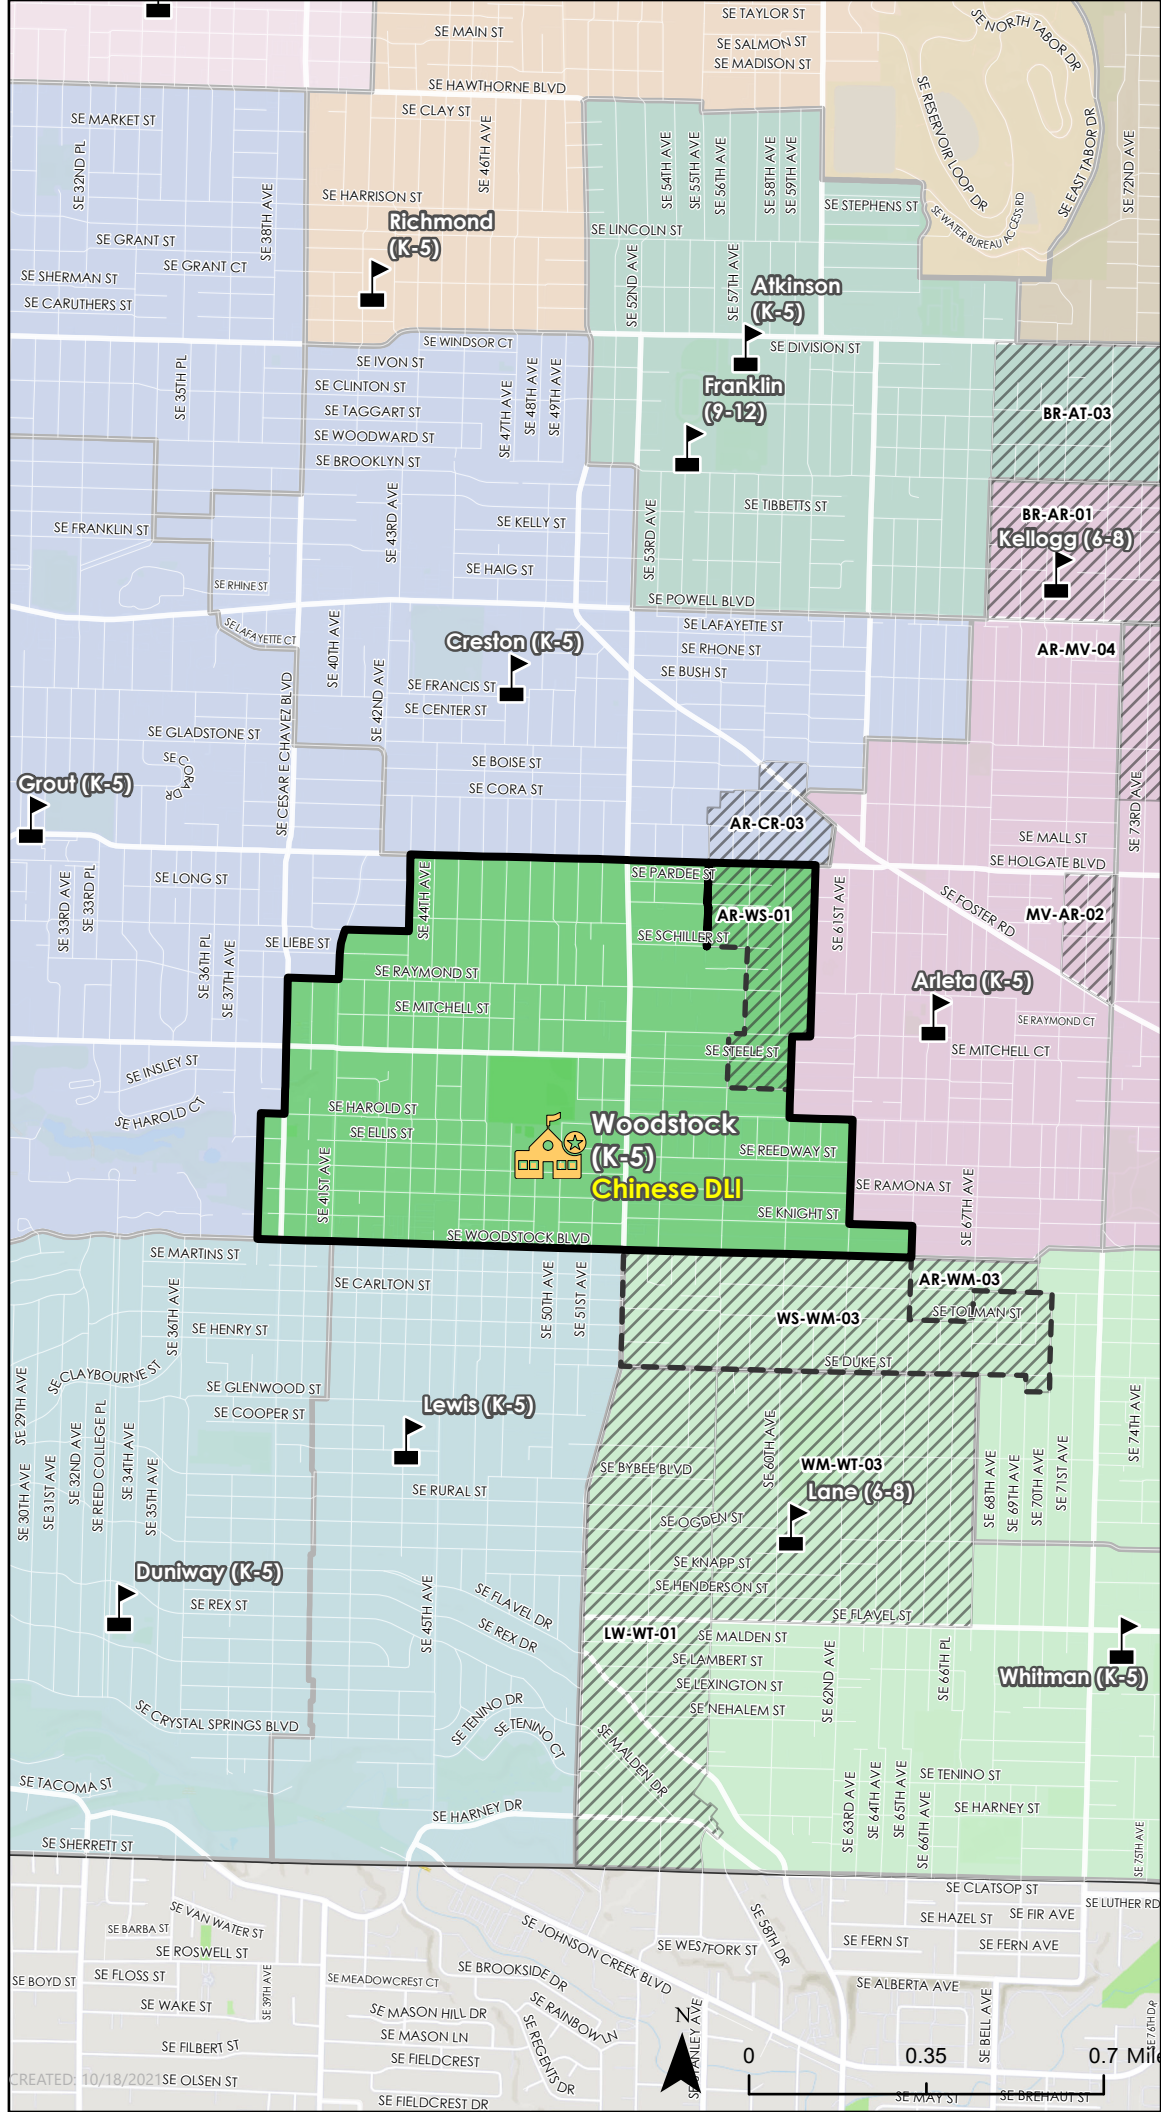 SE TAYLOR ST
SE NORTH TABOR DR
SE MAIN ST
SE SALMON ST
SE MADISON ST
SE HAWTHORNE BLVD
SE CLAY ST
SE RESERVOIR LOOP DR
SE EAST TABOR DR
SE 72ND AVE
SE MARKET ST
SE 32ND PL
SE 38TH AVE
SE 46TH AVE
SE 54TH AVE
SE 55TH AVE
SE 56TH AVE
SE 58TH AVE
SE 59TH AVE
SE HARRISON ST
SE STEPHENS ST
SE WATER BUREAU ACCESS RD
Richmond
(K-5)
SE LINCOLN ST
SE GRANT ST
SE GRANT CT
SE SHERMAN ST
SE CARUTHERS ST
SE 52ND AVE
SE 57TH AVE
Atkinson
(K-5)
SE WINDSOR CT
SE DIVISION ST
SE IVON ST
SE 35TH PL
SE CLINTON ST
SE TAGGART ST
SE WOODWARD ST
SE BROOKLYN ST
SE 47TH AVE
SE 48TH AVE
SE 49TH AVE
Franklin
(9-12)
BR-AT-03
SE 43RD AVE
SE TIBBETTS ST
SE 53RD AVE
BR-AR-01
Kellogg (6-8)
SE FRANKLIN ST
SE KELLY ST
SE HAIG ST
SE RHINE ST
SE POWELL BLVD
SE LAFAYETTE CT
SE LAFAYETTE ST
SE 40TH AVE
SE RHONE ST
SE BUSH ST
AR-MV-04
Creston (K-5)
SE 42ND AVE
SE FRANCIS ST
SE CENTER ST
SE CESAR E CHAVEZ BLVD
SE GLADSTONE ST
SE CORA DR
SE BOISE ST
SE CORA ST
Grout (K-5)
SE 73RD AVE
AR-CR-03
SE MALL ST
SE HOLGATE BLVD
SE PARDEE ST
SE LONG ST
SE 33RD AVE
SE 33RD PL
SE 44TH AVE
SE 61ST AVE
SE FOSTER RD
MV-AR-02
AR-WS-01
SE SCHILLER ST
SE LIEBE ST
SE 36TH PL
SE 37TH AVE
SE RAYMOND ST
SE MITCHELL ST
Arleta (K-5)
SE RAYMOND CT
SE MITCHELL CT
SE STEELE ST
SE INSLEY ST
SE HAROLD CT
SE HAROLD ST
SE ELLIS ST
Woodstock
(K-5)
Chinese DLI
SE REEDWAY ST
SE 41ST AVE
SE RAMONA ST
SE 67TH AVE
SE KNIGHT ST
SE WOODSTOCK BLVD
SE MARTINS ST
SE CARLTON ST
SE 50TH AVE
SE 51ST AVE
AR-WM-03
SE TOLMAN ST
WS-WM-03
SE 36TH AVE
SE HENRY ST
SE DUKE ST
SE CLAYBOURNE ST
SE GLENWOOD ST
SE COOPER ST
SE 29TH AVE
SE 30TH AVE
SE 31ST AVE
SE 32ND AVE
SE REED COLLEGE PL
SE 34TH AVE
SE 35TH AVE
Lewis (K-5)
SE 60TH AVE
SE 74TH AVE
SE BYBEE BLVD
WM-WT-03
Lane (6-8)
SE RURAL ST
SE 68TH AVE
SE 69TH AVE
SE 70TH AVE
SE 71ST AVE
SE OGDEN ST
SE KNAPP ST
SE HENDERSON ST
Duniway (K-5)
SE REX ST
SE 45TH AVE
SE FLAVEL DR
SE REX DR
SE FLAVEL ST
LW-WT-01
SE MALDEN ST
SE LAMBERT ST
SE LEXINGTON ST
SE NEHALEM ST
SE 62ND AVE
SE 66TH PL
Whitman (K-5)
SE CRYSTAL SPRINGS BLVD
SE TENINO DR
SE TENINO CT
SE MALDEN DR
SE TACOMA ST
SE TENINO ST
SE HARNEY DR
SE HARNEY ST
SE 63RD AVE
SE 64TH AVE
SE 65TH AVE
SE 66TH AVE
SE 75TH AVE
SE SHERRETT ST
SE CLATSOP ST
SE LUTHER RD
SE VAN WATER ST
SE BARBA ST
SE HAZEL ST
SE FIR AVE
SE JOHNSON CREEK BLVD
SE 58TH DR
SE ROSWELL ST
SE WESTFORK ST
SE FERN ST
SE FERN AVE
SE BOYD ST
SE FLOSS ST
SE 39TH AVE
SE MEADOWCREST CT
SE BROOKSIDE DR
SE ALBERTA AVE
SE WAKE ST
SE MASON HILL DR
SE RAINBOW LN
SE MASON LN
SE REGENTS DR
SE STANLEY AVE
SE BELL AVE
SE 76TH DR
SE FILBERT ST
SE FIELDCREST
N
0
0.35
0.7 Mile
CREATED: 10/18/2021
SE OLSEN ST
SE FIELDCREST DR
SE MAY ST
SE BREHAUT ST